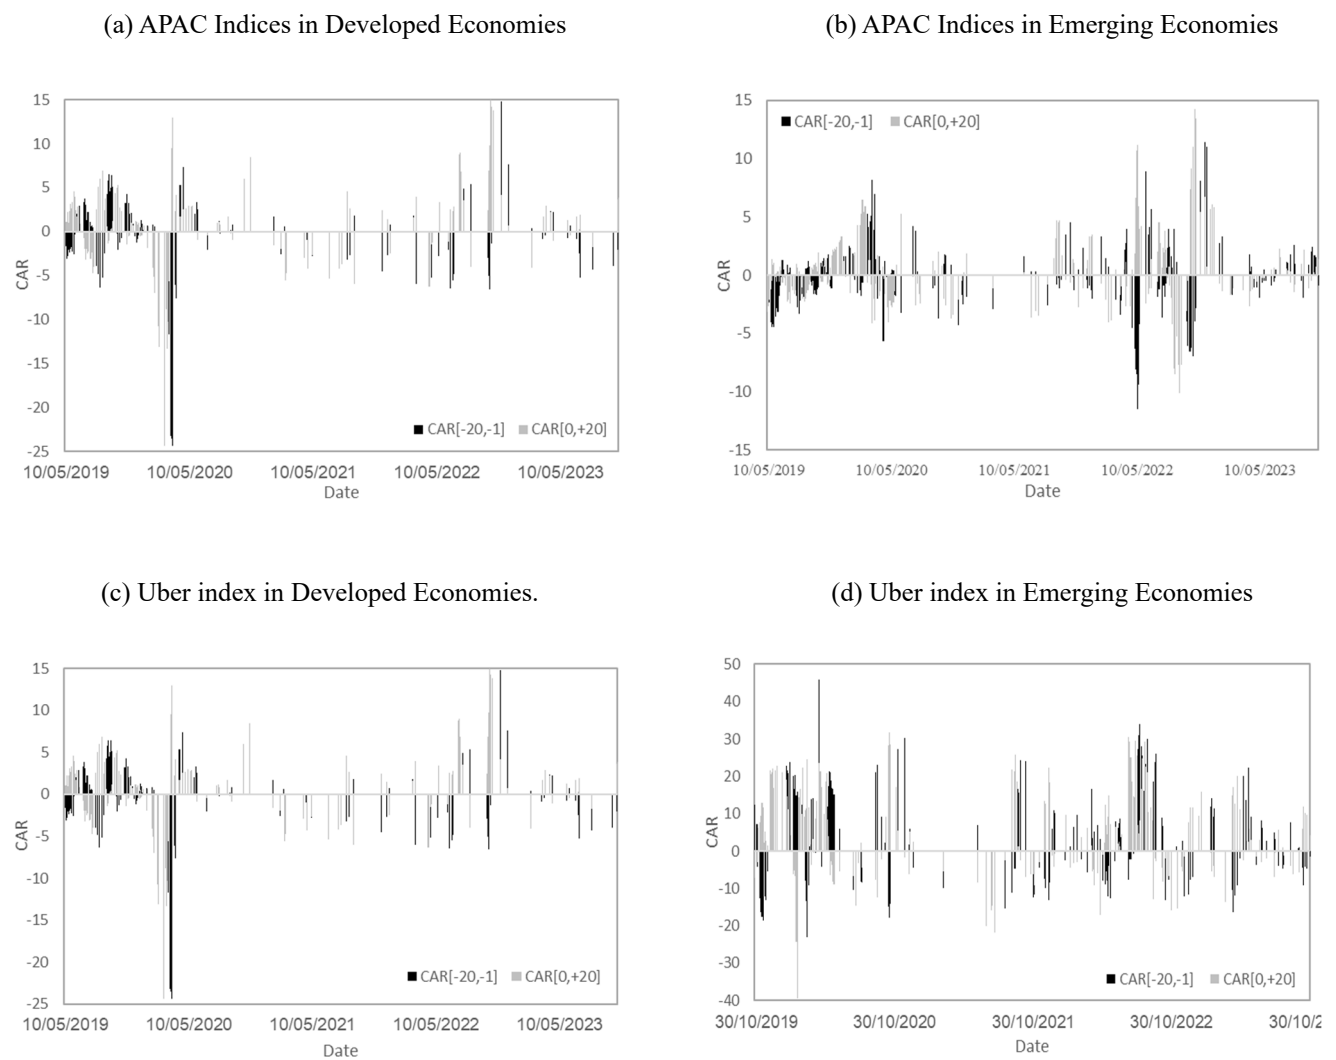 (a) APAC Indices in Developed Economies
15
10
5
0
-5
-10
-15
-20
-25
CAR
CAR[-20,-1] CAR[0,+20]
10/05/2019 10/05/2020 10/05/2021 10/05/2022 10/05/2023
Date
(b) APAC Indices in Emerging Economies
15
10
5
0
-5
-10
-15
CAR
CAR[-20,-1] CAR[0,+20]
10/05/2019 10/05/2020 10/05/2021 10/05/2022 10/05/2023
Date
(c) Uber index in Developed Economies.
15
10
5
0
-5
-10
-15
-20
-25
CAR
CAR[-20,-1] CAR[0,+20]
10/05/2019 10/05/2020 10/05/2021 10/05/2022 10/05/2023
Date
(d) Uber index in Emerging Economies
50
40
30
20
10
0
-10
-20
-30
-40
CAR
CAR[-20,-1] CAR[0,+20]
30/10/2019 30/10/2020 30/10/2021 30/10/2022 30/10/2
Date